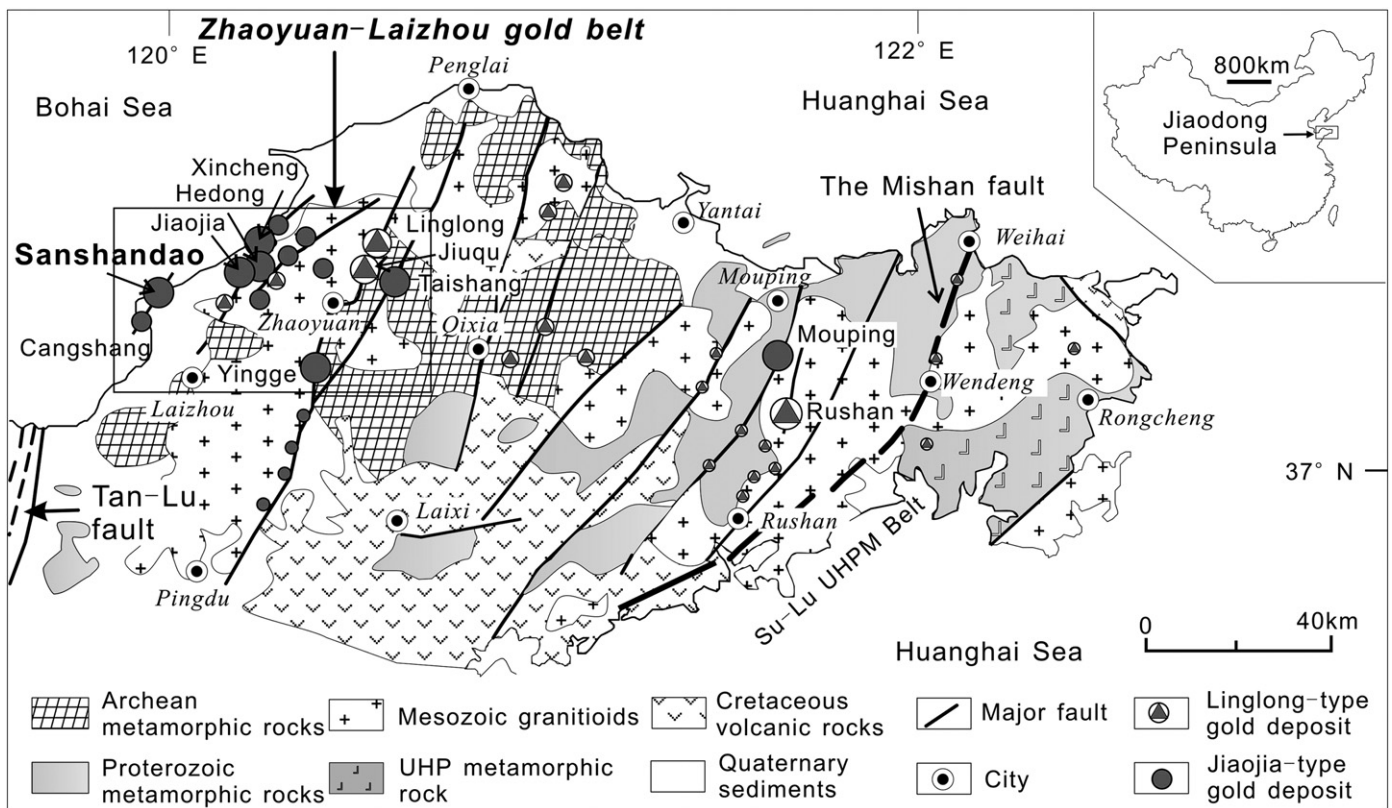 Zhaoyuan-Laizhou gold belt
120° E
122° E
Penglai
Bohai Sea
Huanghai Sea
800km
Jiaodong
Peninsula
Xincheng
Hedong
Jiaojia
The Mishan fault
Yantai
Linglong
Weihai
Sanshandao
Jiuqu
Taishang
Mouping
Zhaoyuan
Qixia
Mouping
Cangshang
Yingge
Wendeng
Laizhou
Rushan
Rongcheng
37° N
Tan-Lu
fault
Laixi
Rushan
Pingdu
Su-Lu UHPM Belt
0
40km
Huanghai Sea
Archean
metamorphic rocks
Mesozoic granitioids
Cretaceous
volcanic rocks
Major fault
Linglong-type
gold deposit
Proterozoic
metamorphic rocks
UHP metamorphic
rock
Quaternary
sediments
City
Jiaojia-type
gold deposit